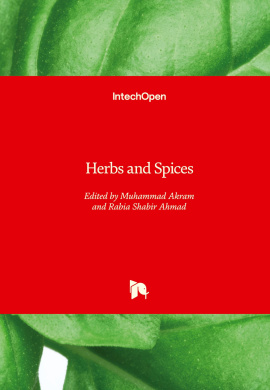 IntechOpen
Herbs and Spices
Edited by Muhammad Akram
and Rabia Shabir Ahmad